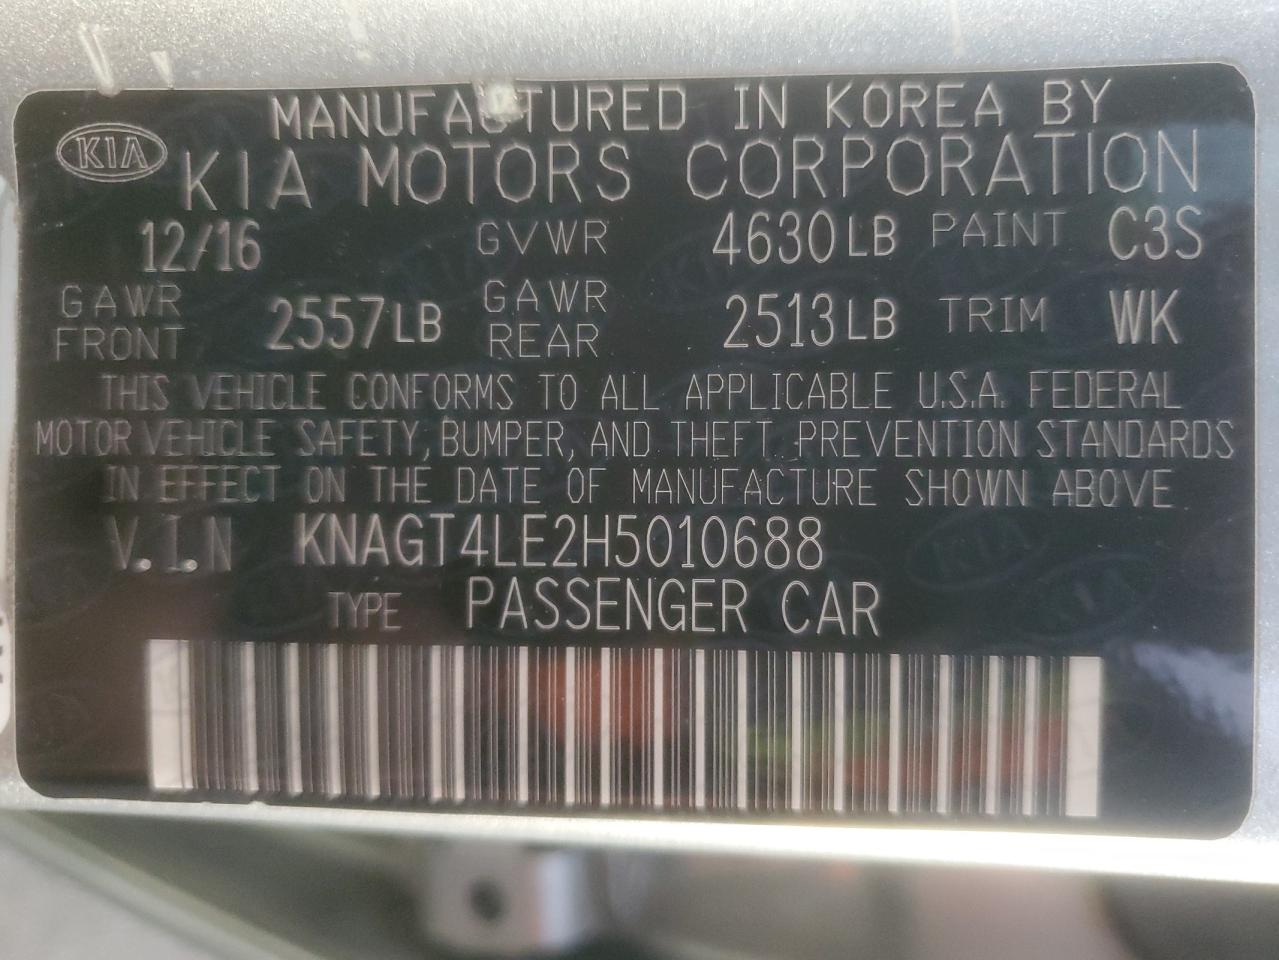 MANUFACTURED IN KOREA BY
KIA KIA MOTORS CORPORATION
12/16 GVWR 4630LB PAINT C3S
GAWR FRONT 2557LB GAWR REAR 2513LB TRIM WK
THIS VEHICLE CONFORMS TO ALL APPLICABLE U.S.A. FEDERAL
MOTOR VEHICLE SAFETY, BUMPER, AND THEFT PREVENTION STANDARDS
IN EFFECT ON THE DATE OF MANUFACTURE SHOWN ABOVE
V.I.N KNAGT4LE2H5010688
TYPE PASSENGER CAR